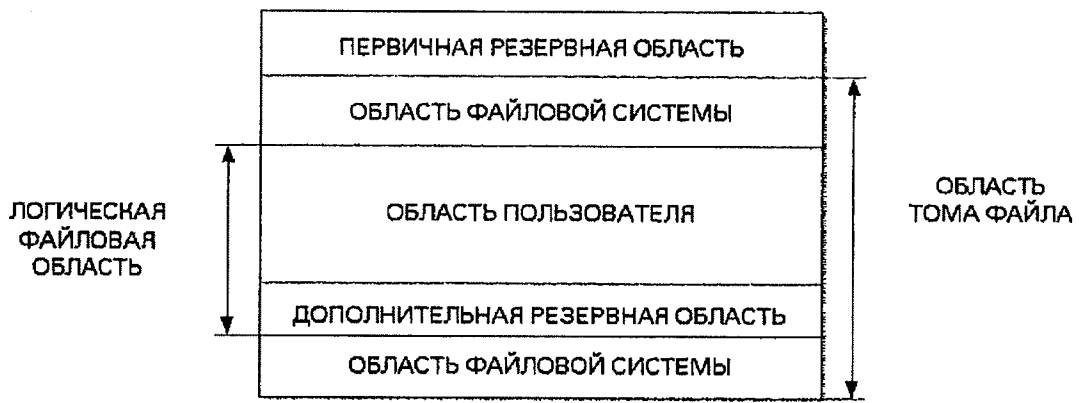 ПЕРВИЧНАЯ РЕЗЕРВНАЯ ОБЛАСТЬ
ОБЛАСТЬ ФАЙЛОВОЙ СИСТЕМЫ
ЛОГИЧЕСКАЯ
ФАЙЛОВАЯ
ОБЛАСТЬ
ОБЛАСТЬ ПОЛЬЗОВАТЕЛЯ
ОБЛАСТЬ
ТОМА ФАЙЛА
ДОПОЛНИТЕЛЬНАЯ РЕЗЕРВНАЯ ОБЛАСТЬ
ОБЛАСТЬ ФАЙЛОВОЙ СИСТЕМЫ